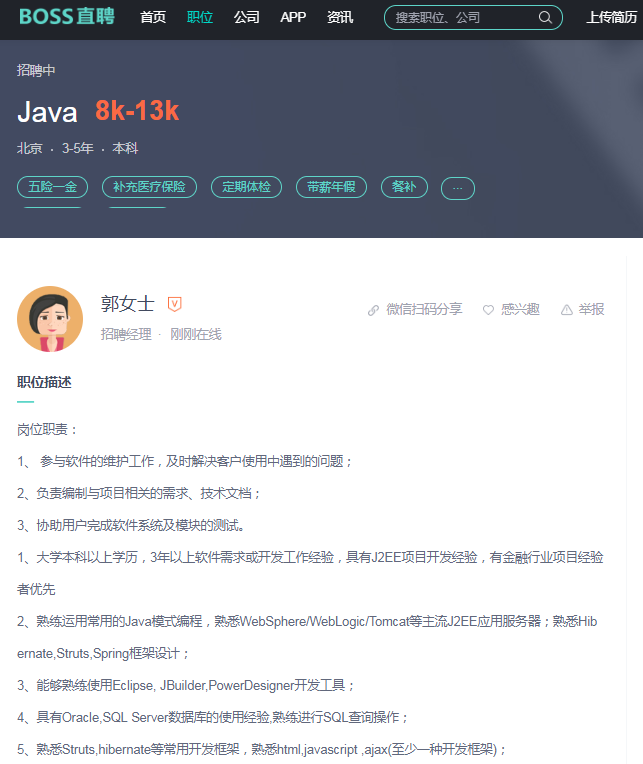 BOSS直聘 首页 职位 公司 APP 资讯 搜索职位、公司 上传简历
招聘中
Java 8k-13k
北京 · 3-5年 · 本科
五险一金 补充医疗保险 定期体检 带薪年假 餐补 ...
郭女士 V
微信扫码分享 感兴趣 举报
招聘经理 · 刚刚在线
职位描述
岗位职责：
1、 参与软件的维护工作，及时解决客户使用中遇到的问题；
2、负责编制与项目相关的需求、技术文档；
3、协助用户完成软件系统及模块的测试。
1、大学本科以上学历，3年以上软件需求或开发工作经验，具有J2EE项目开发经验，有金融行业项目经验
者优先
2、熟练运用常用的Java模式编程，熟悉WebSphere/WebLogic/Tomcat等主流J2EE应用服务器；熟悉Hib
ernate,Struts,Spring框架设计；
3、能够熟练使用Eclipse, JBuilder,PowerDesigner开发工具；
4、具有Oracle,SQL Server数据库的使用经验,熟练进行SQL查询操作；
5、熟悉Struts,hibernate等常用开发框架，熟悉html,javascript ,ajax(至少一种开发框架)；